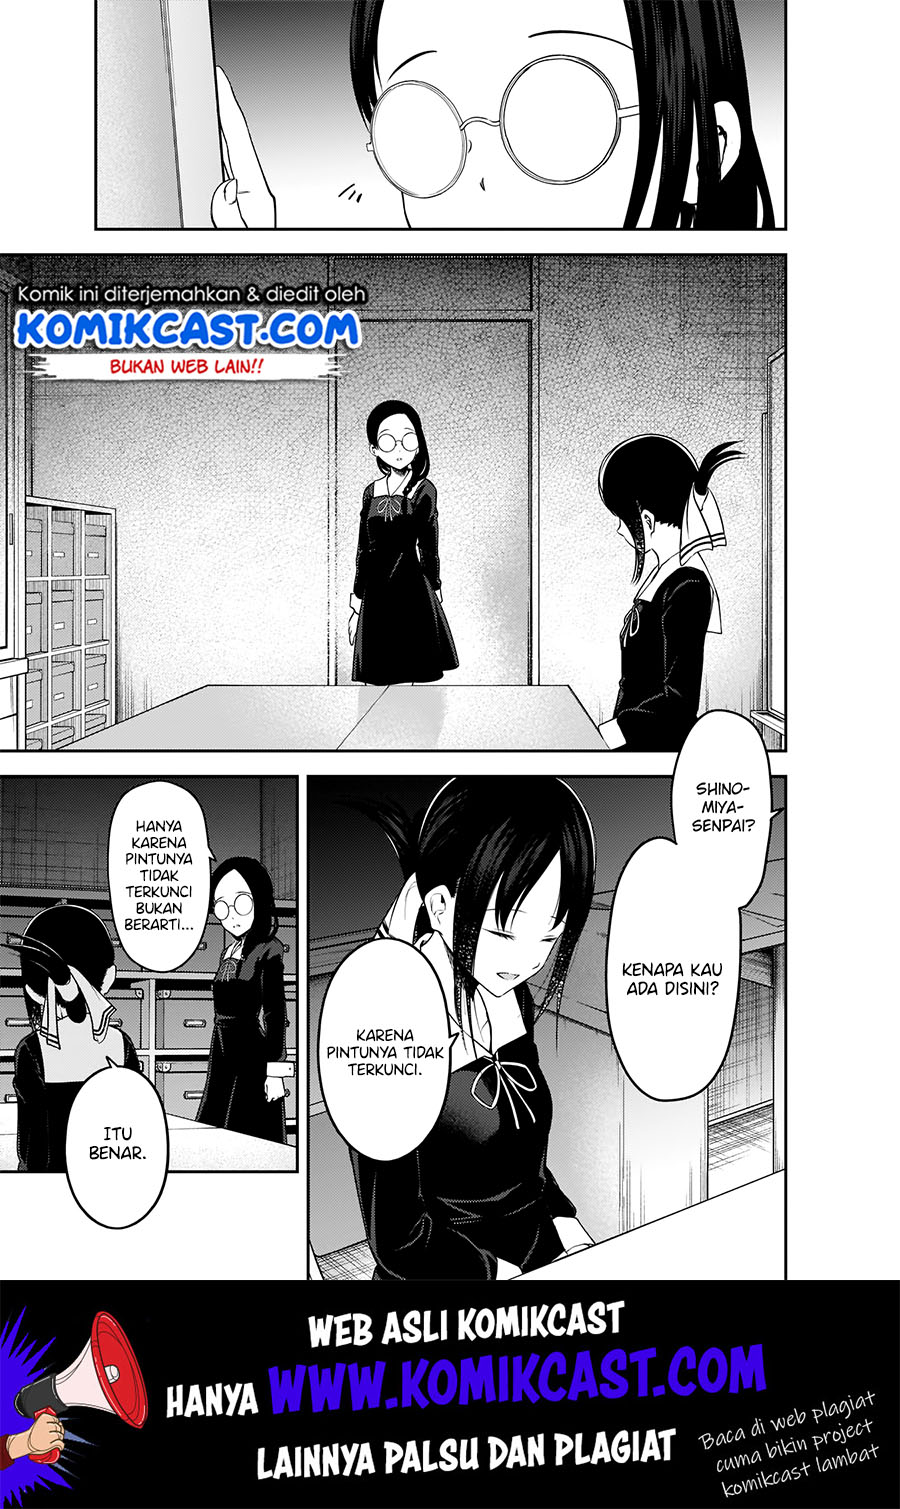 Komik ini diterjemahkan & diedit oleh
KOMIKCAST.COM
BUKAN WEB LAIN!!
SHINO-
MIYA-
SENPAI?
KENAPA KAU
ADA DISINI?
KARENA
PINTUNYA TIDAK
TERKUNCI.
HANYA
KARENA
PINTUNYA
TIDAK
TERKUNCI
BUKAN
BERARTI...
ITU
BENAR.
WEB ASLI KOMIKCAST
HANYA WWW.KOMIKCAST.COM
LAINNYA PALSU DAN PLAGIAT
Baca di web plagiat
cuma bikin project
komikcast lambat